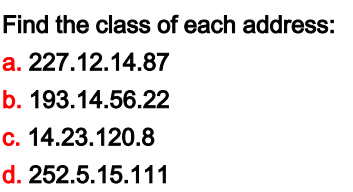 Find the class of each address:
a. 227.12.14.87
b. 193.14.56.22
c. 14.23.120.8
d. 252.5.15.111